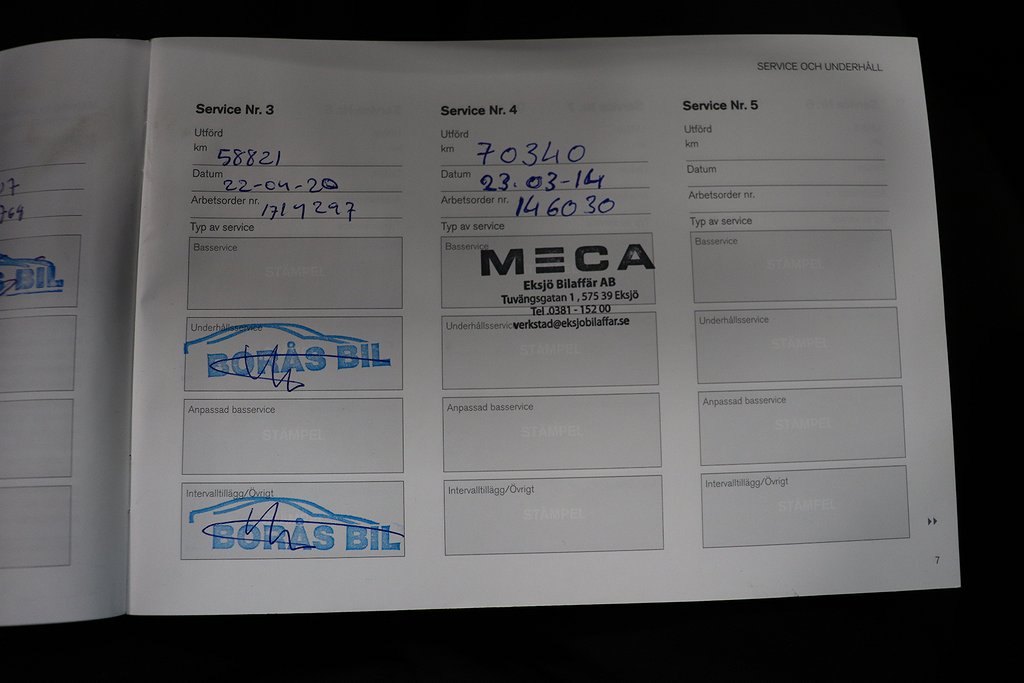 SERVICE OCH UNDERHÅLL
Service Nr. 3
Utförd
km 58821
Datum 22-04-20
Arbetsorder nr. 1719297
Typ av service
Basservice
STÄMPEL
Underhållsservice
BORÅS BIL
Anpassad basservice
STÄMPEL
Intervalltillägg/Övrigt
BORÅS BIL
Service Nr. 4
Utförd
km 70340
Datum 23.03-14
Arbetsorder nr. 146030
Typ av service
Basservice
MECA
Eksjö Bilaffär AB
Tuvängsgatan 1, 575 39 Eksjö
Tel .0381 - 152 00
verkstad@eksjobilaffar.se
Underhållsservice
STÄMPEL
Anpassad basservice
STÄMPEL
Intervalltillägg/Övrigt
STÄMPEL
Service Nr. 5
Utförd
km
Datum
Arbetsorder nr.
Typ av service
Basservice
STÄMPEL
Underhållsservice
STÄMPEL
Anpassad basservice
STÄMPEL
Intervalltillägg/Övrigt
STÄMPEL
7
BIL